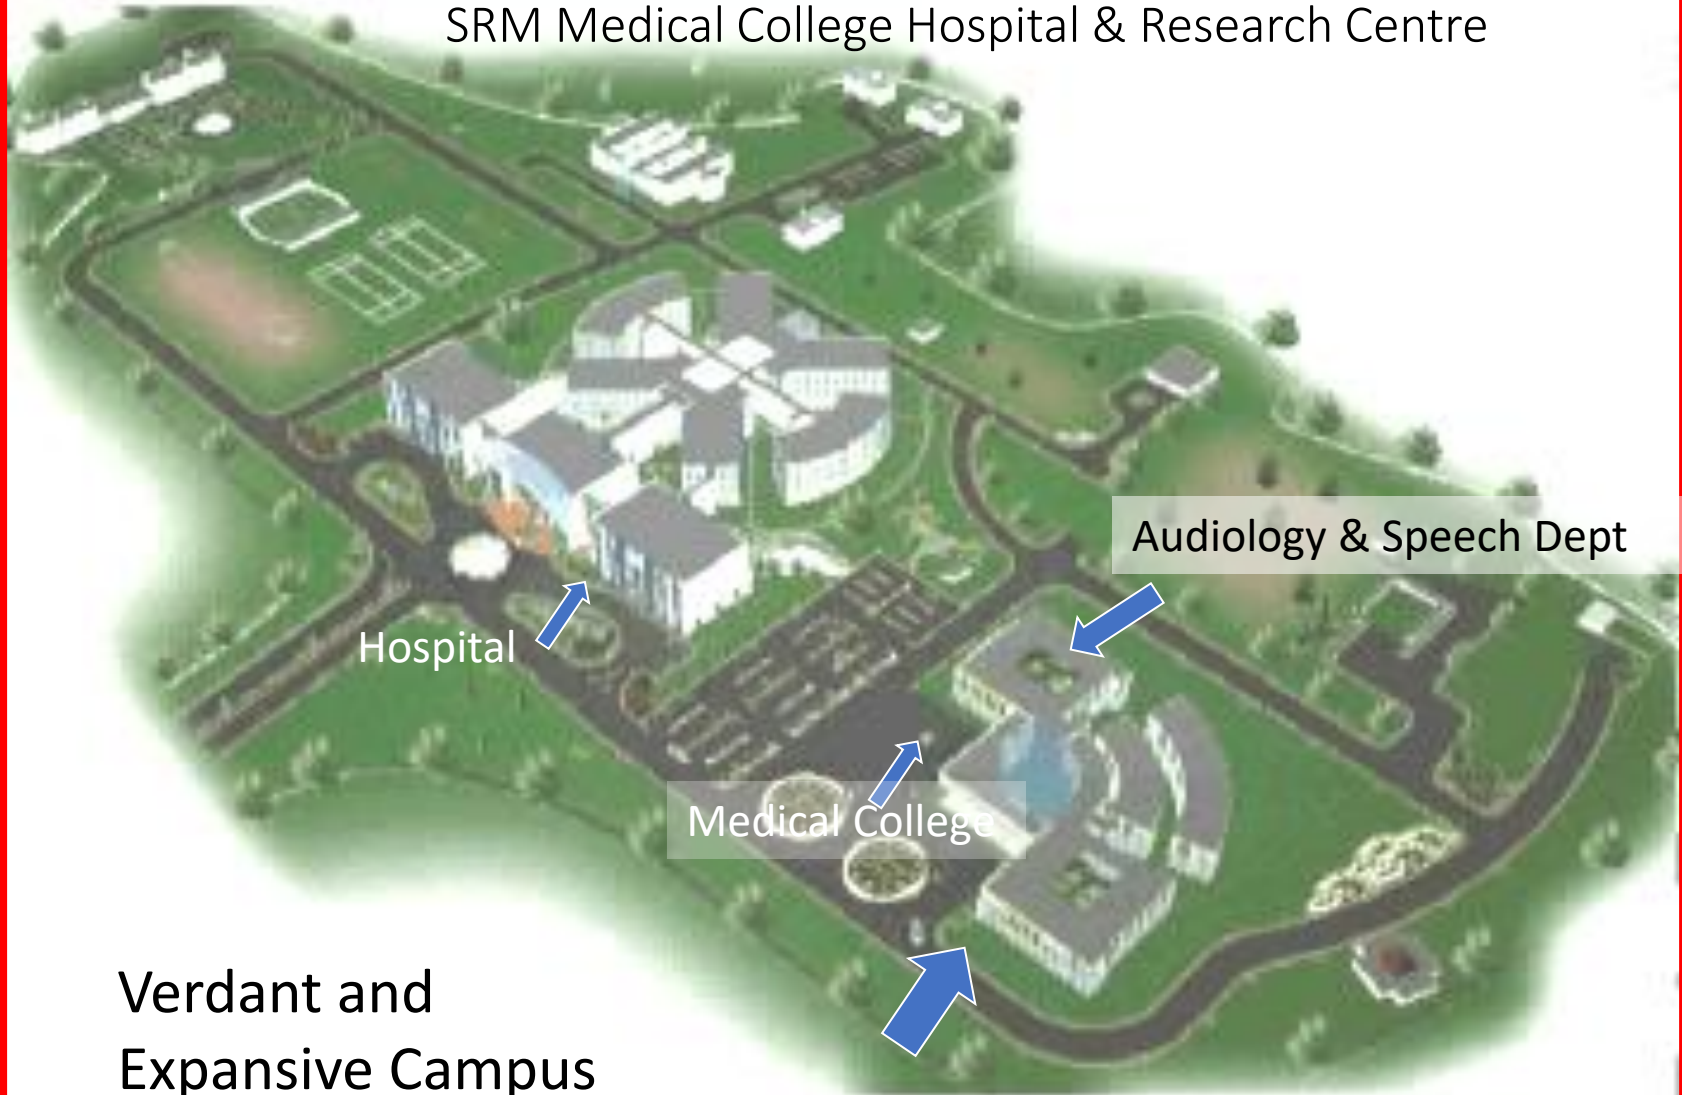 SRM Medical College Hospital & Research Centre
Audiology & Speech Dept
Hospital
Medical College
Verdant and
Expansive Campus